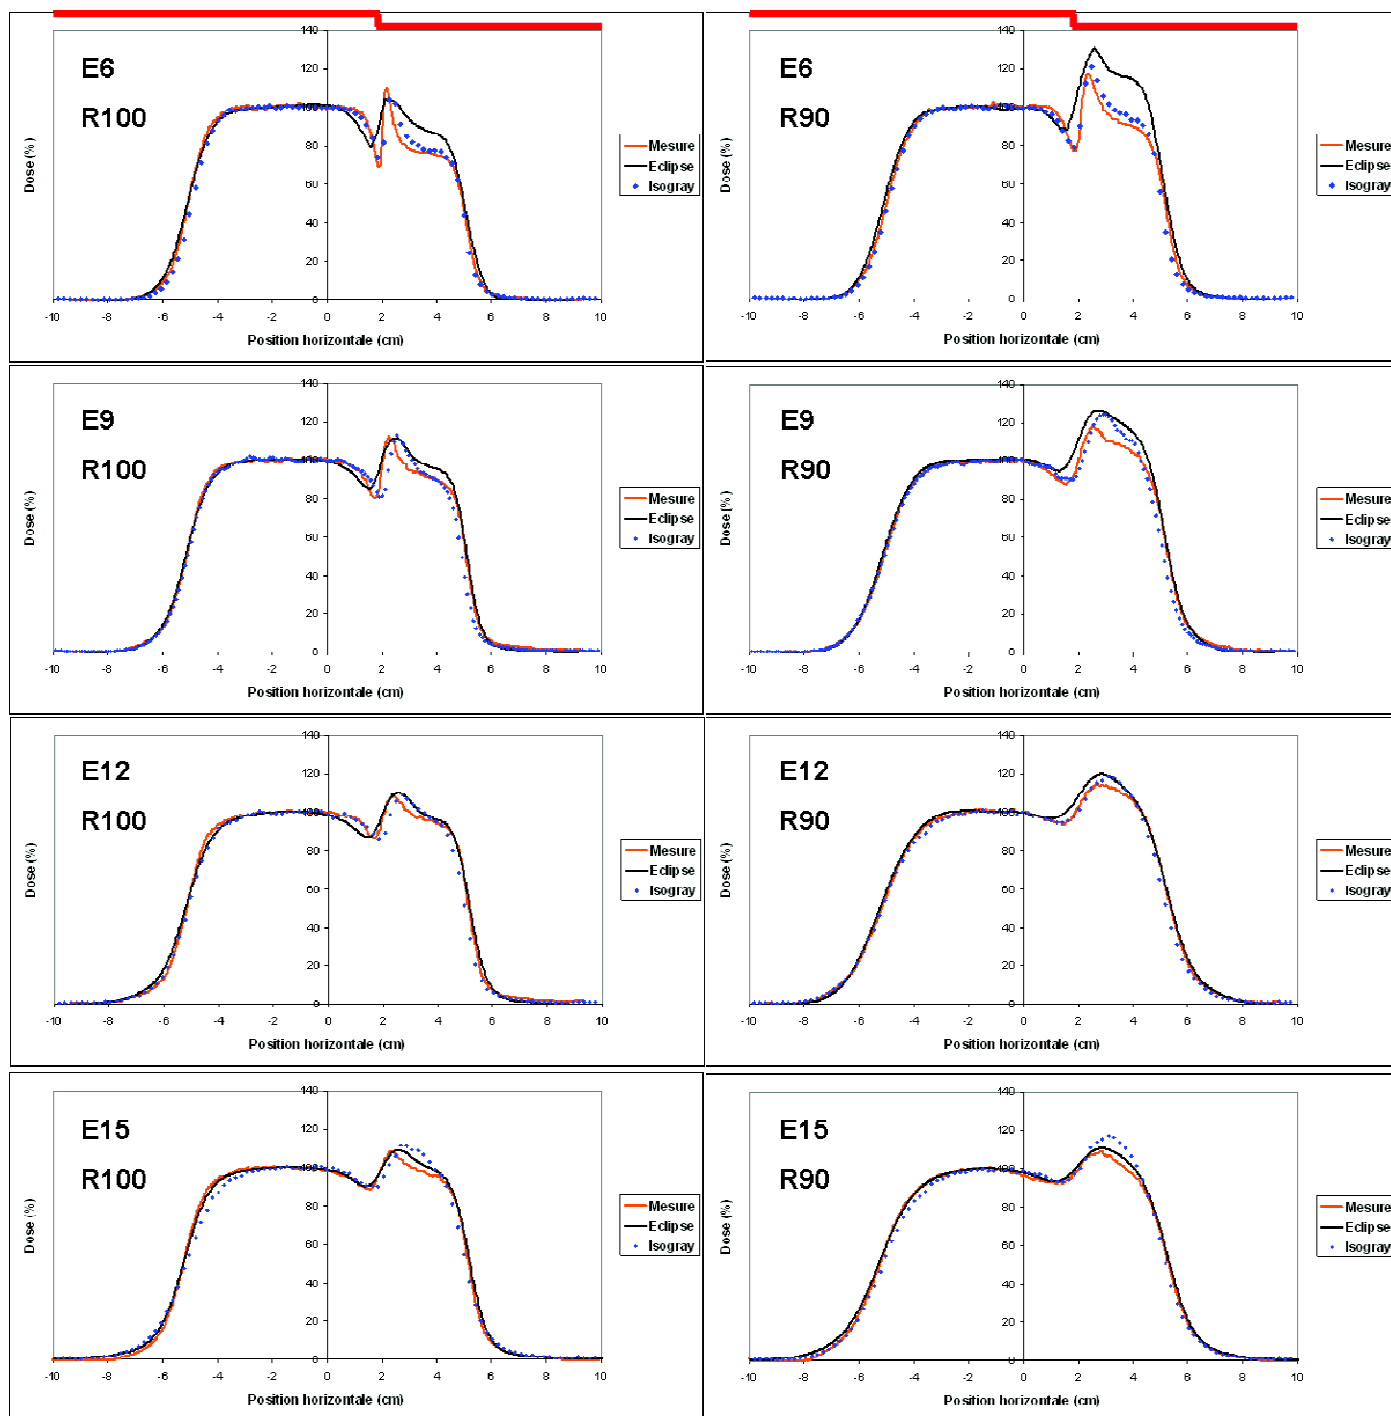 E6
R100
140
120
100
80
60
40
20
0
-10 -8 -6 -4 -2 0 2 4 6 8 10
Dose (%)
Position horizontale (cm)
Mesure
Eclipse
Isogray
E6
R90
140
120
100
80
60
40
20
0
-10 -8 -6 -4 -2 0 2 4 6 8 10
Dose (%)
Position horizontale (cm)
Mesure
Eclipse
Isogray
E9
R100
140
120
100
80
60
40
20
0
-10 -8 -6 -4 -2 0 2 4 6 8 10
Dose (%)
Position horizontale (cm)
Mesure
Eclipse
Isogray
E9
R90
140
120
100
80
60
40
20
0
-10 -8 -6 -4 -2 0 2 4 6 8 10
Dose (%)
Position horizontale (cm)
Mesure
Eclipse
Isogray
E12
R100
140
120
100
80
60
40
20
0
-10 -8 -6 -4 -2 0 2 4 6 8 10
Dose (%)
Position horizontale (cm)
Mesure
Eclipse
Isogray
E12
R90
140
120
100
80
60
40
20
0
-10 -8 -6 -4 -2 0 2 4 6 8 10
Dose (%)
Position horizontale (cm)
Mesure
Eclipse
Isogray
E15
R100
140
120
100
80
60
40
20
0
-10 -8 -6 -4 -2 0 2 4 6 8 10
Dose (%)
Position horizontale (cm)
Mesure
Eclipse
Isogray
E15
R90
140
120
100
80
60
40
20
0
-10 -8 -6 -4 -2 0 2 4 6 8 10
Dose (%)
Position horizontale (cm)
Mesure
Eclipse
Isogray